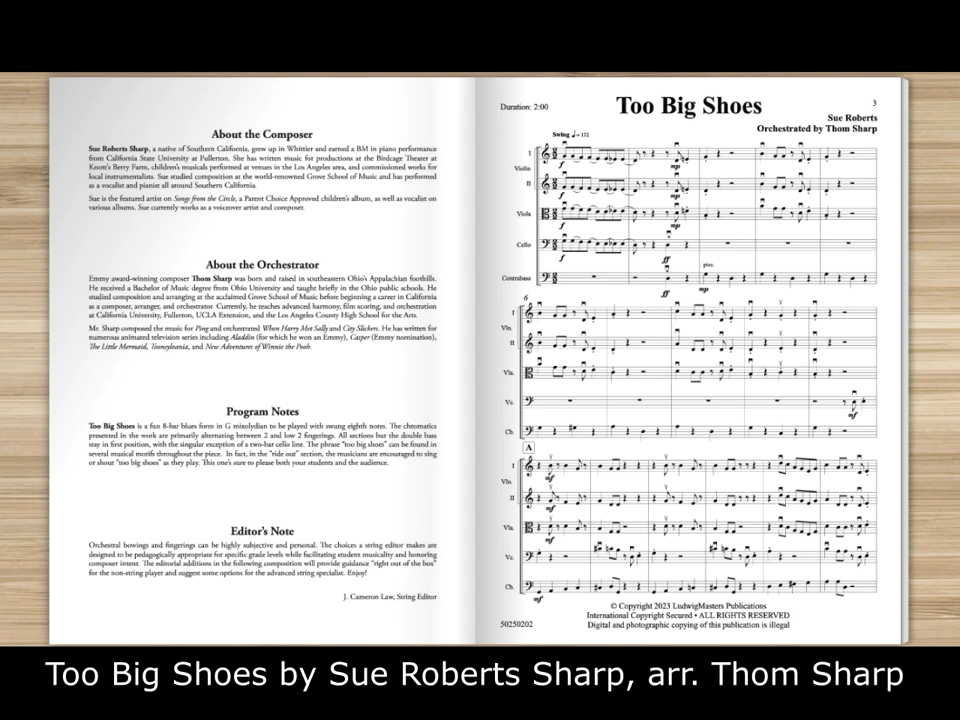 About the Composer
Sue Roberts Sharp, a native of Southern California, grew up in Whittier and earned a BM in piano performance
from California State University at Fullerton. She has written music for productions at the Birdcage Theater at
Knott's Berry Farm, children's musicals performed at venues in the Los Angeles area, and commissioned works for
local instrumentalists. Sue studied composition at the world-renowned Grove School of Music and has performed
as a vocalist and pianist all around Southern California.
Sue is the featured artist on Songs from the Circle, a Parent Choice Approved children's album, as well as vocalist on
various albums. Sue currently works as a voiceover artist and composer.
About the Orchestrator
Emmy award-winning composer Thom Sharp was born and raised in southeastern Ohio's Appalachian foothills.
He received a Bachelor of Music degree from Ohio University and taught briefly in the Ohio public schools. He
studied composition and arranging at the acclaimed Grove School of Music before beginning a career in California
as a composer, arranger, and orchestrator. Currently, he teaches advanced harmony, film scoring, and orchestration
at California University, Fullerton, UCLA Extension, and the Los Angeles County High School for the Arts.
Mr. Sharp composed the music for Ping and orchestrated When Harry Met Sally and City Slickers. He has written for
numerous animated television series including Aladdin (for which he won an Emmy), Casper (Emmy nomination),
The Little Mermaid, Toonsylvania, and New Adventures of Winnie the Pooh.
Program Notes
Too Big Shoes is a fun 8-bar blues form in G mixolydian to be played with swung eighth notes. The chromatics
presented in the work are primarily alternating between 2 and low 2 fingerings. All sections but the double bass
stay in first position, with the singular exception of a two-bar cello line. The phrase "too big shoes" can be found in
several musical motifs throughout the piece. In fact, in the "ride out" section, the musicians are encouraged to sing
or shout "too big shoes" as they play. This one's sure to please both your students and the audience.
Editor's Note
Orchestral bowings and fingerings can be highly subjective and personal. The choices a string editor makes are
designed to be pedagogically appropriate for specific grade levels while facilitating student musicality and honoring
composer intent. The editorial additions in the following composition will provide guidance "right out of the box"
for the non-string player and suggest some options for the advanced string specialist. Enjoy!
J. Cameron Law, String Editor
Duration: 2:00
Too Big Shoes
3
Sue Roberts
Orchestrated by Thom Sharp
Swing ♩= 132
I
Violin
II
Viola
Cello
Contrabass
f
f
f
f
mp
mp
mp
ff
ff
pizz.
mp
6
I
Vln.
II
Vla.
Vc.
Cb.
mf
A
I
Vln.
II
Vla.
Vc.
Cb.
mf
mf
mf
mf
© Copyright 2023 LudwigMasters Publications
International Copyright Secured • ALL RIGHTS RESERVED
50250202
Digital and photographic copying of this publication is illegal
Too Big Shoes by Sue Roberts Sharp, arr. Thom Sharp